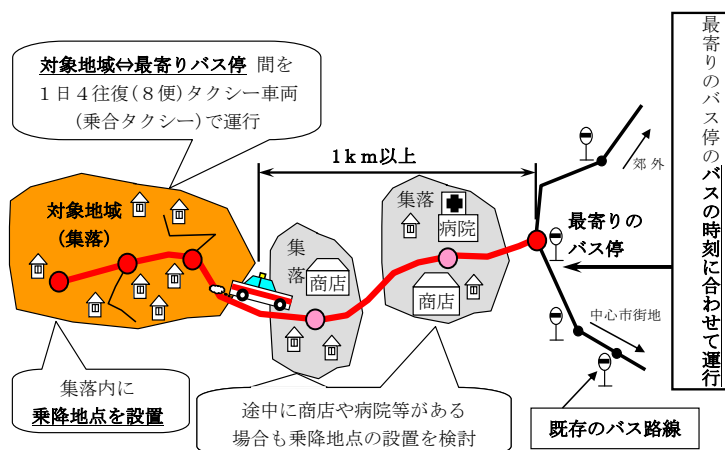 対象地域⇔最寄りバス停 間を
１日４往復(８便)タクシー車両
(乗合タクシー)で運行
１ｋｍ以上
最寄りのバス停のバスの時刻に合わせて運行
郊外
対象地域
(集落)
集落
商店
集落
病院
商店
最寄りの
バス停
中心市街地
集落内に
乗降地点を設置
途中に商店や病院等がある
場合も乗降地点の設置を検討
既存のバス路線